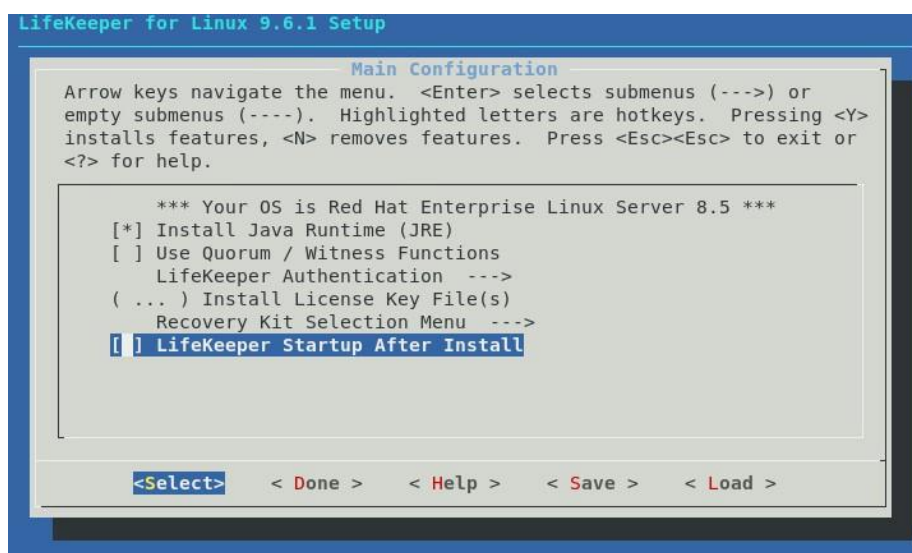 LifeKeeper for Linux 9.6.1 Setup
Main Configuration
Arrow keys navigate the menu. <Enter> selects submenus (--->) or
empty submenus (----). Highlighted letters are hotkeys. Pressing <Y>
installs features, <N> removes features. Press <Esc><Esc> to exit or
<?> for help.
*** Your OS is Red Hat Enterprise Linux Server 8.5 ***
[*] Install Java Runtime (JRE)
[ ] Use Quorum / Witness Functions
LifeKeeper Authentication --->
( ... ) Install License Key File(s)
Recovery Kit Selection Menu --->
[ ] LifeKeeper Startup After Install
<Select> < Done > < Help > < Save > < Load >